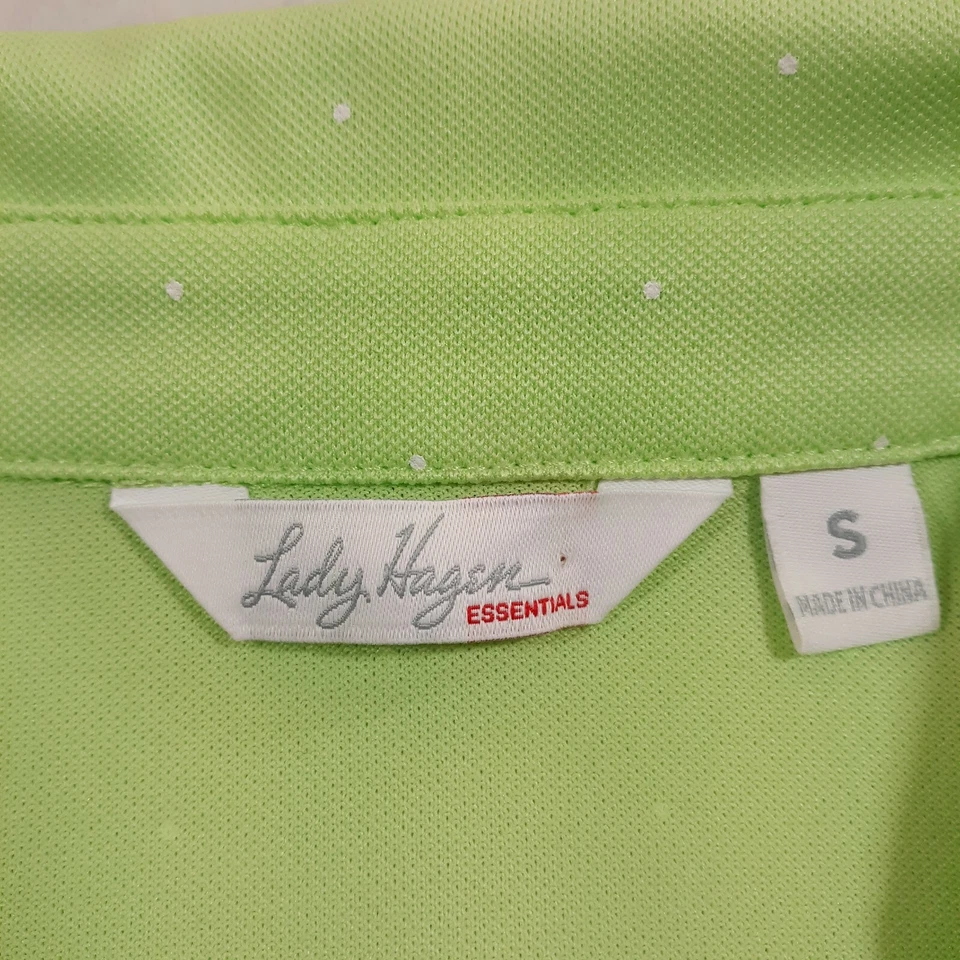 Lady Hagen
ESSENTIALS
S
MADE IN CHINA